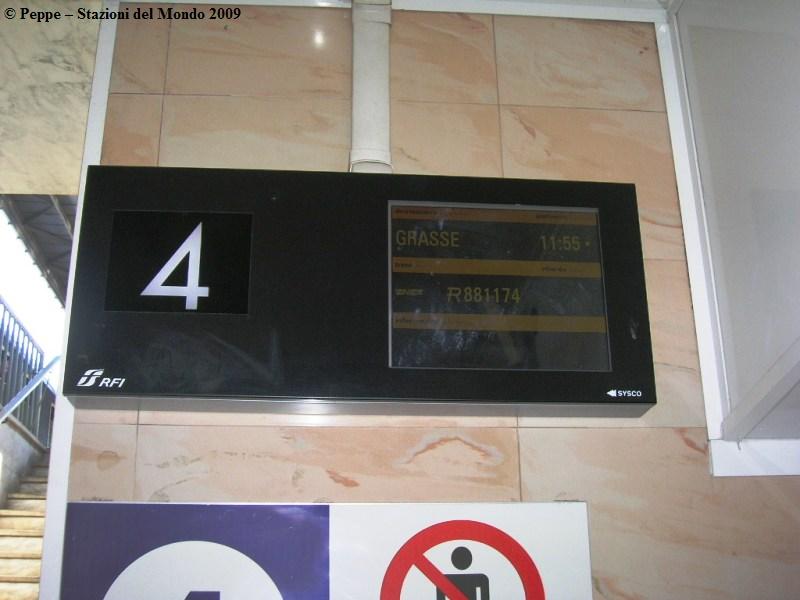 © Peppe – Stazioni del Mondo 2009
4
GRASSE 11:55
R881174
RFI
SYSCO